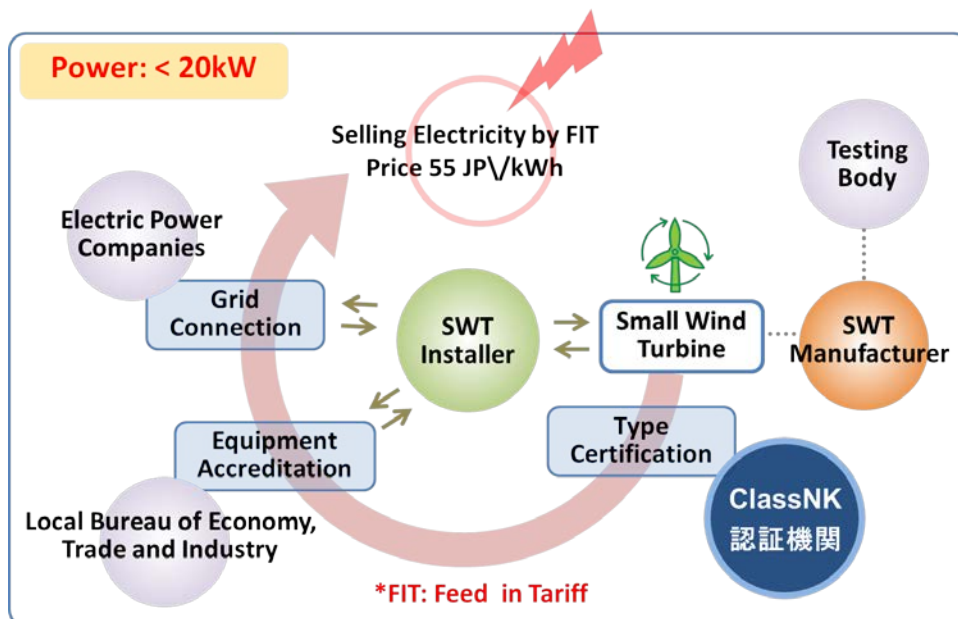 Power: < 20kW
Selling Electricity by FIT
Price 55 JP\/kWh
Testing
Body
Electric Power
Companies
Grid
Connection
SWT
Installer
Small Wind
Turbine
SWT
Manufacturer
Equipment
Accreditation
Type
Certification
Local Bureau of Economy,
Trade and Industry
ClassNK
認証機関
*FIT: Feed  in Tariff